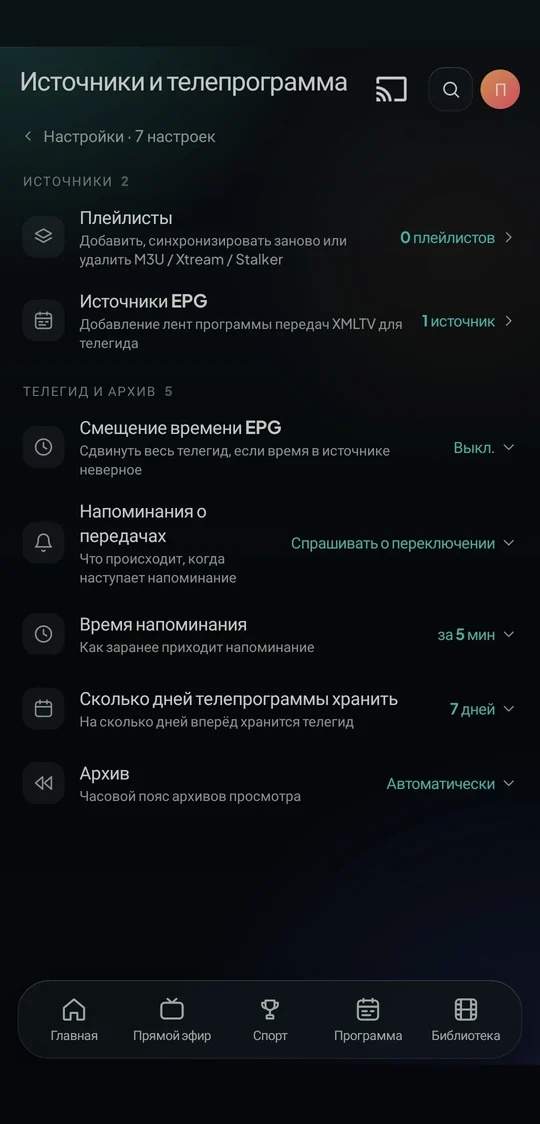 Источники и телепрограмма
П
Настройки · 7 настроек
ИСТОЧНИКИ 2
Плейлисты
Добавить, синхронизировать заново или
удалить M3U / Xtream / Stalker
0 плейлистов
Источники EPG
Добавление лент программы передач XMLTV для
телегида
1 источник
ТЕЛЕГИД И АРХИВ 5
Смещение времени EPG
Сдвинуть весь телегид, если время в источнике
неверное
Выкл.
Напоминания о
передачах
Что происходит, когда
наступает напоминание
Спрашивать о переключении
Время напоминания
Как заранее приходит напоминание
за 5 мин
Сколько дней телепрограммы хранить
На сколько дней вперёд хранится телегид
7 дней
Архив
Часовой пояс архивов просмотра
Автоматически
Главная
Прямой эфир
Спорт
Программа
Библиотека